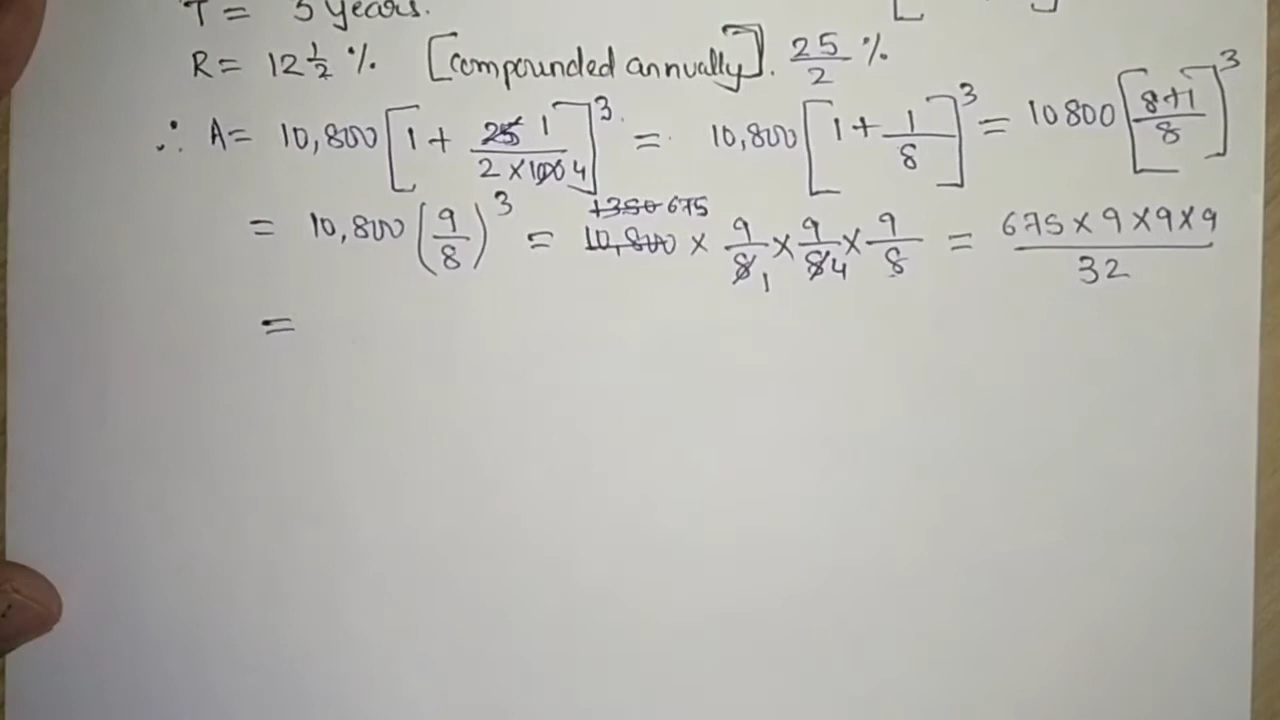 T = 3 years.
R = 12 1/2 % [compounded annually]. 25/2 %
∴ A = 10,800 [1 + 25 1 / 2 × 100 4]^3 = 10,800 [1 + 1/8]^3 = 10800 [8+1/8]^3
= 10,800 (9/8)^3 = 1350 675 10,800 × 9/8 1 × 9/8 4 × 9/8 = 675 × 9 × 9 × 9 / 32
=